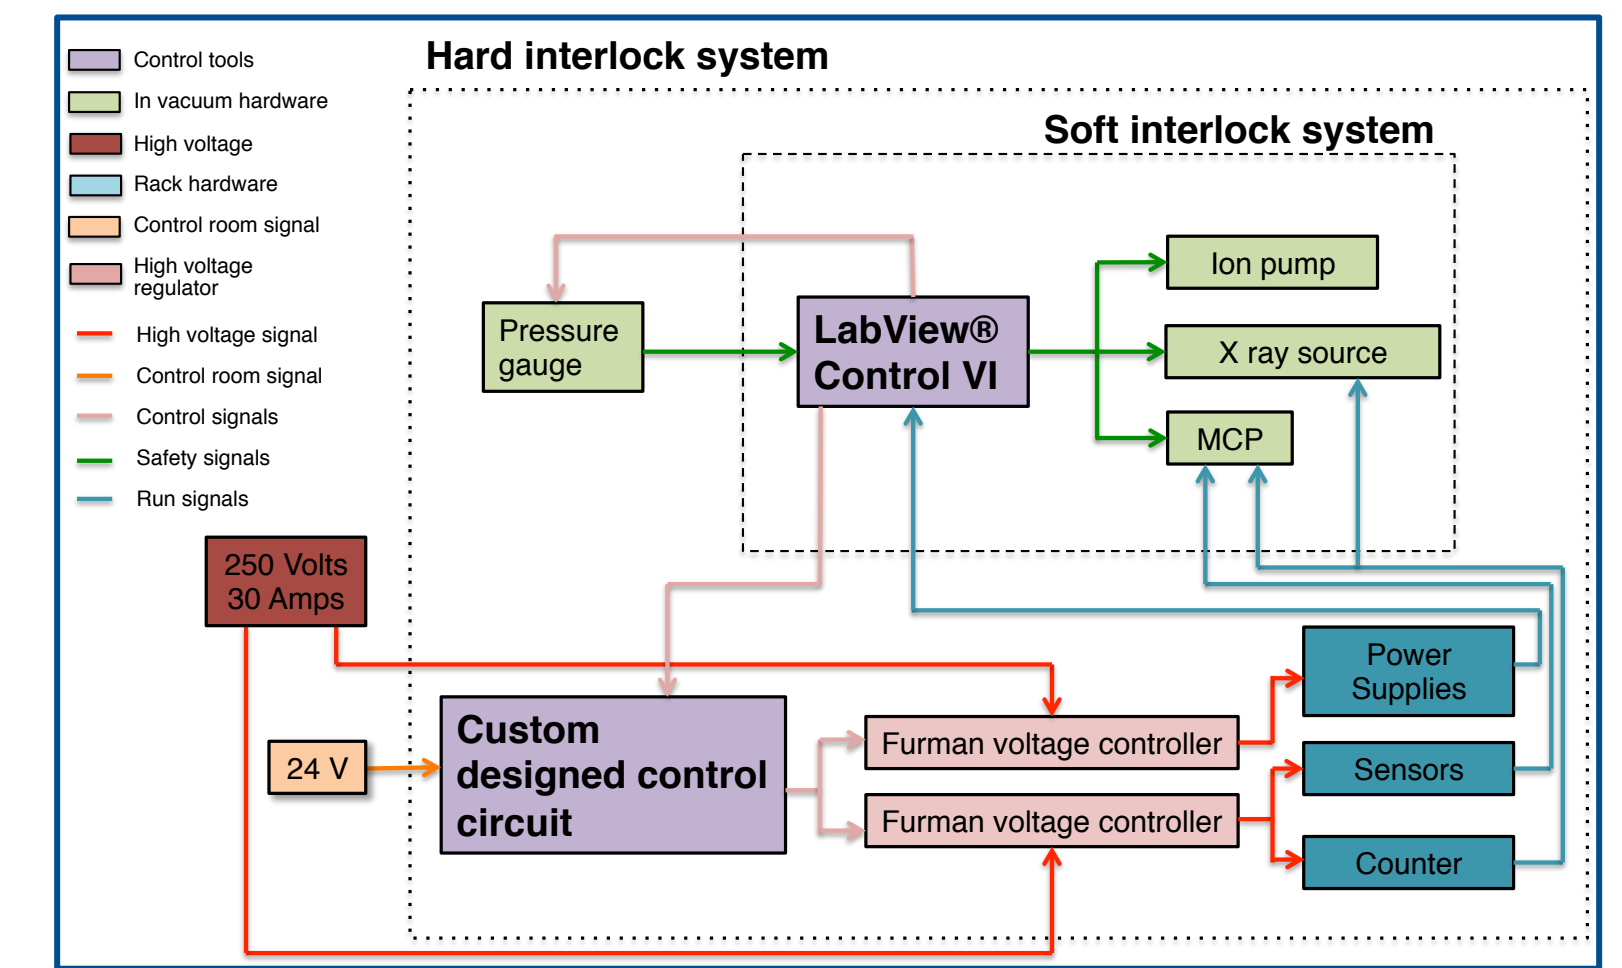 Hard interlock system
Soft interlock system
Control tools
In vacuum hardware
High voltage
Rack hardware
Control room signal
High voltage
regulator
High voltage signal
Control room signal
Control signals
Safety signals
Run signals
Pressure
gauge
LabView®
Control VI
Ion pump
X ray source
MCP
250 Volts
30 Amps
24 V
Custom
designed control
circuit
Furman voltage controller
Furman voltage controller
Power
Supplies
Sensors
Counter